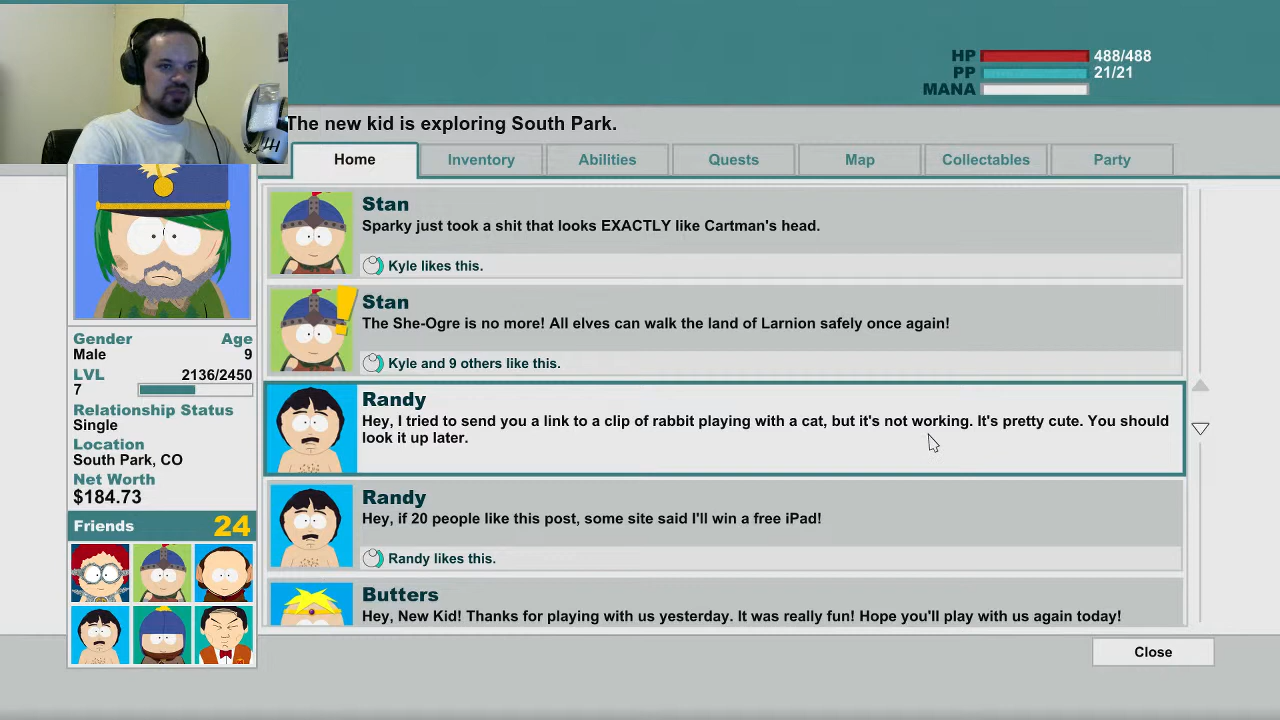 HP 488/488
PP 21/21
MANA
The new kid is exploring South Park.
Home Inventory Abilities Quests Map Collectables Party
Stan
Sparky just took a shit that looks EXACTLY like Cartman's head.
Kyle likes this.
Stan
The She-Ogre is no more! All elves can walk the land of Larnion safely once again!
Kyle and 9 others like this.
Randy
Hey, I tried to send you a link to a clip of rabbit playing with a cat, but it's not working. It's pretty cute. You should
look it up later.
Randy
Hey, if 20 people like this post, some site said I'll win a free iPad!
Randy likes this.
Butters
Hey, New Kid! Thanks for playing with us yesterday. It was really fun! Hope you'll play with us again today!
Gender Age
Male 9
LVL 2136/2450
7
Relationship Status
Single
Location
South Park, CO
Net Worth
$184.73
Friends 24
Close